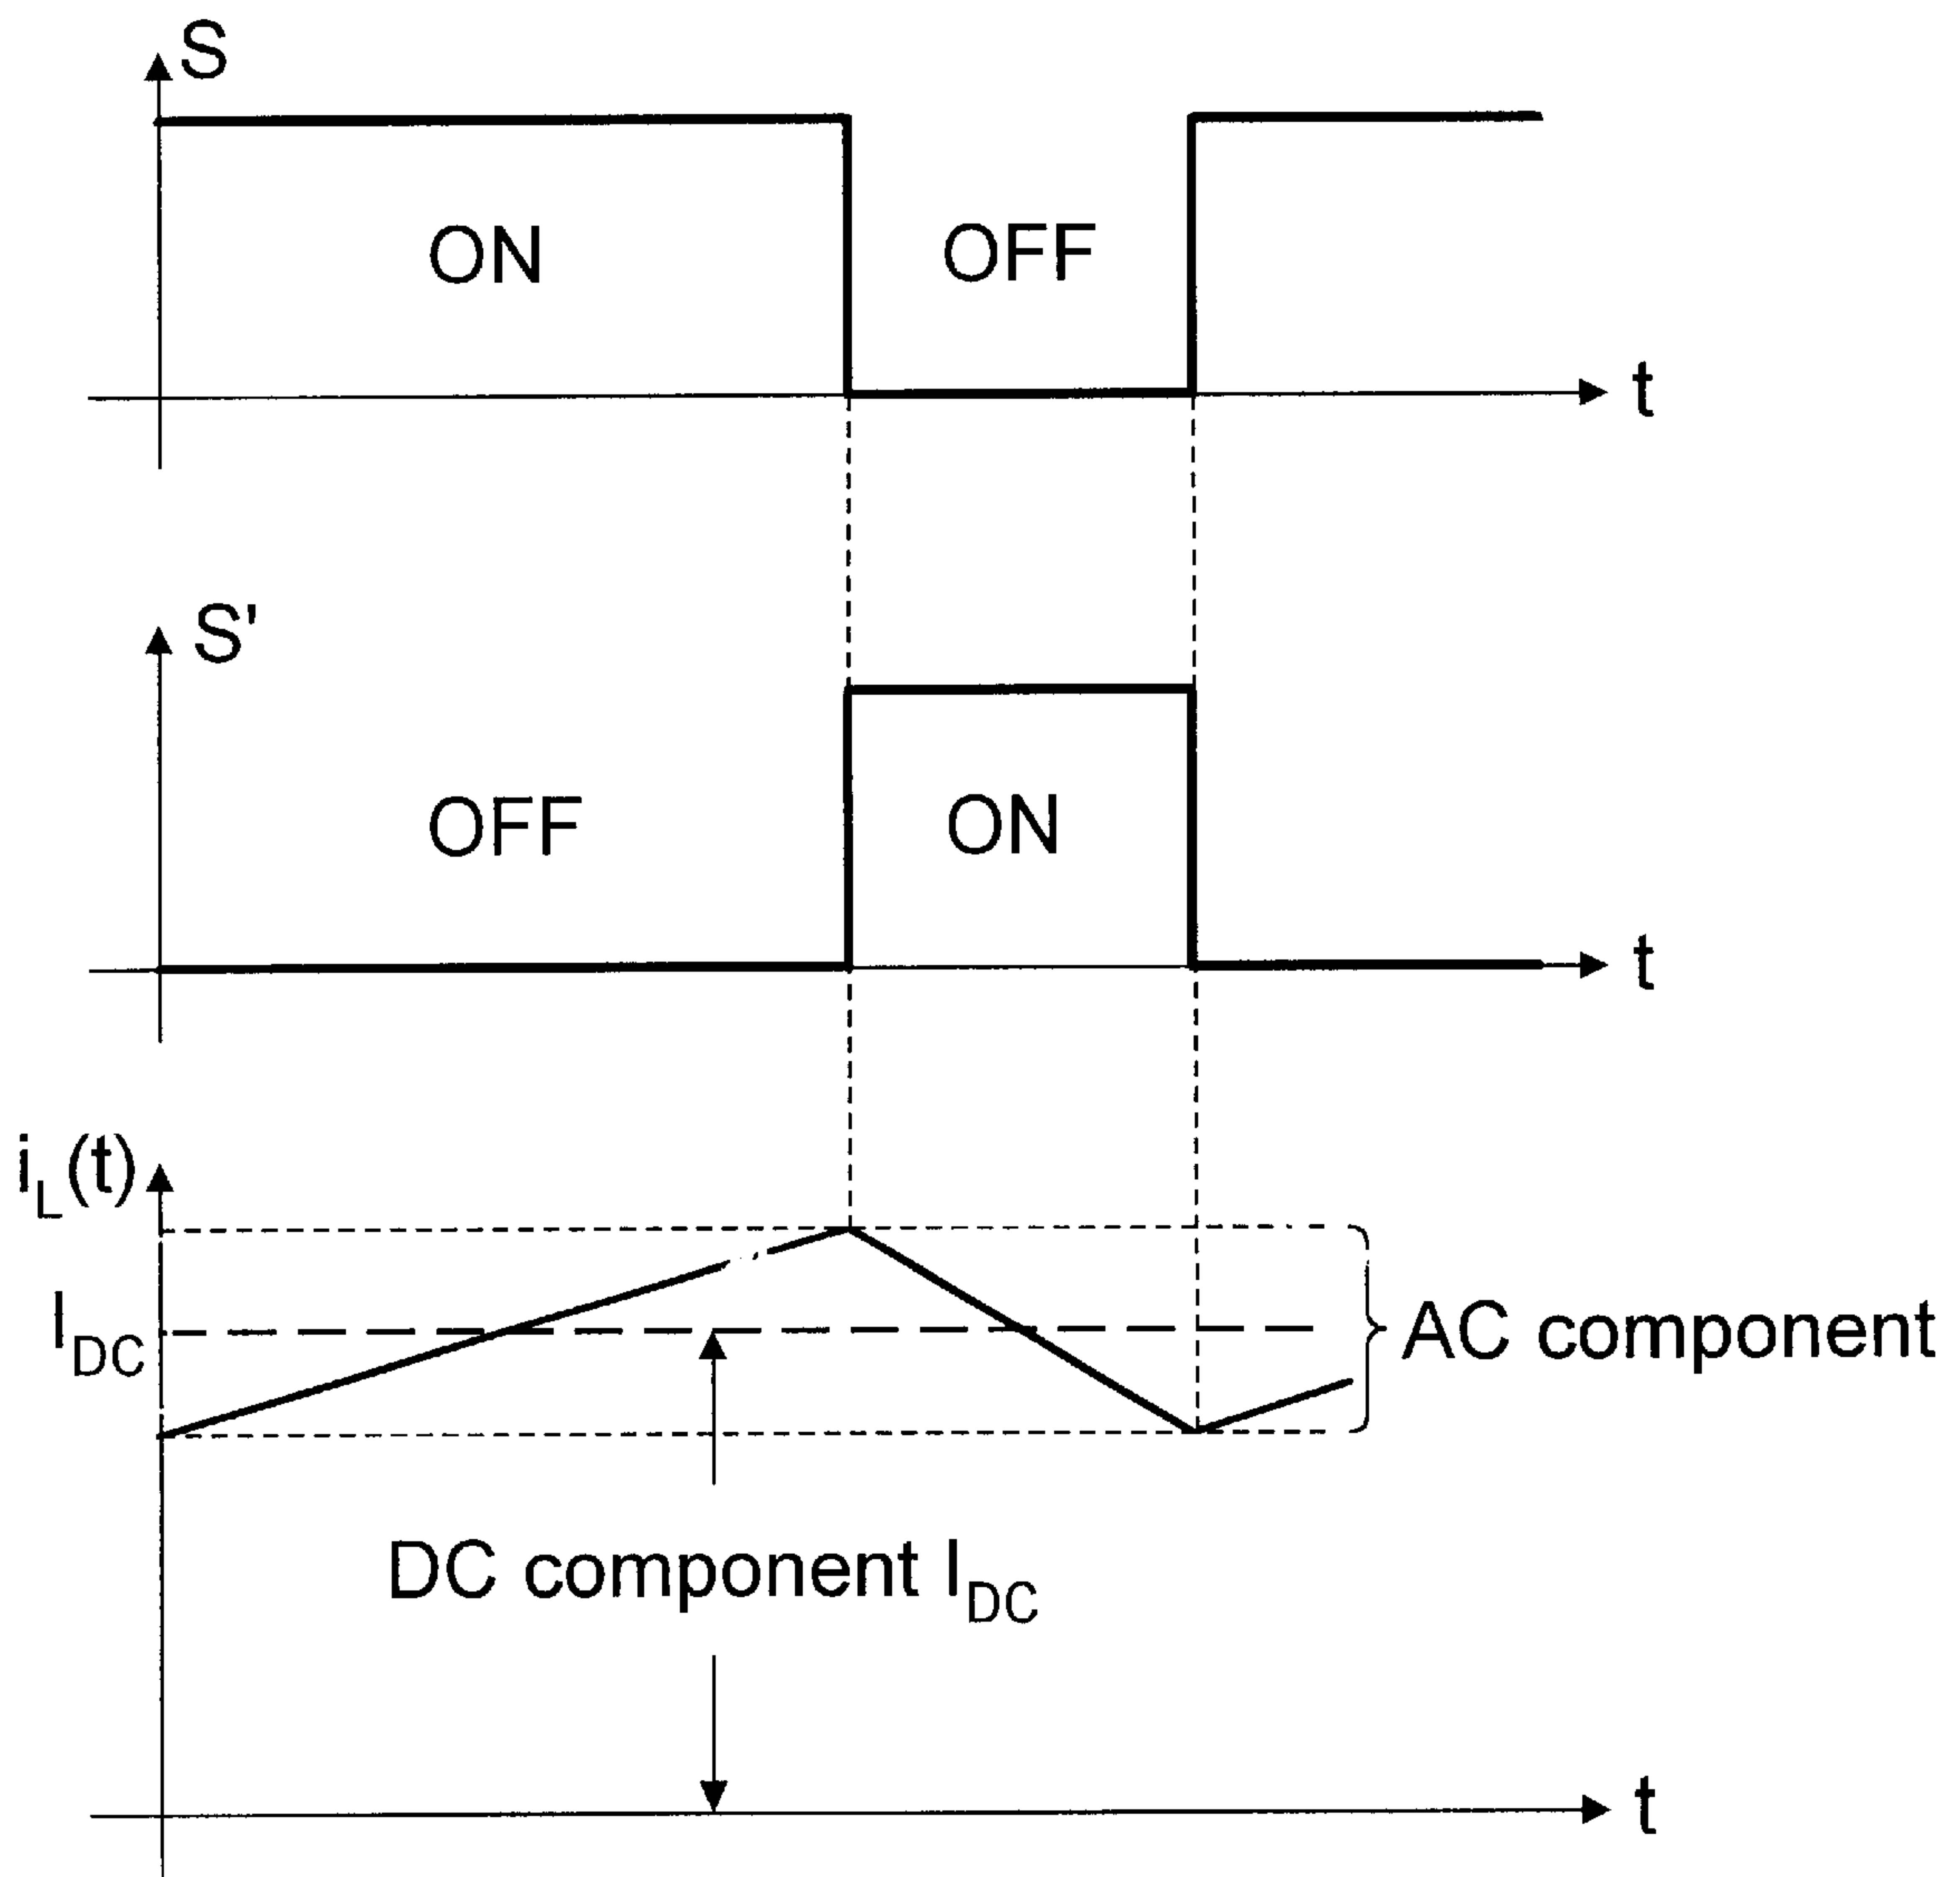 S
ON
OFF
t
S'
OFF
ON
t
iL(t)
IDC
AC component
DC component IDC
t